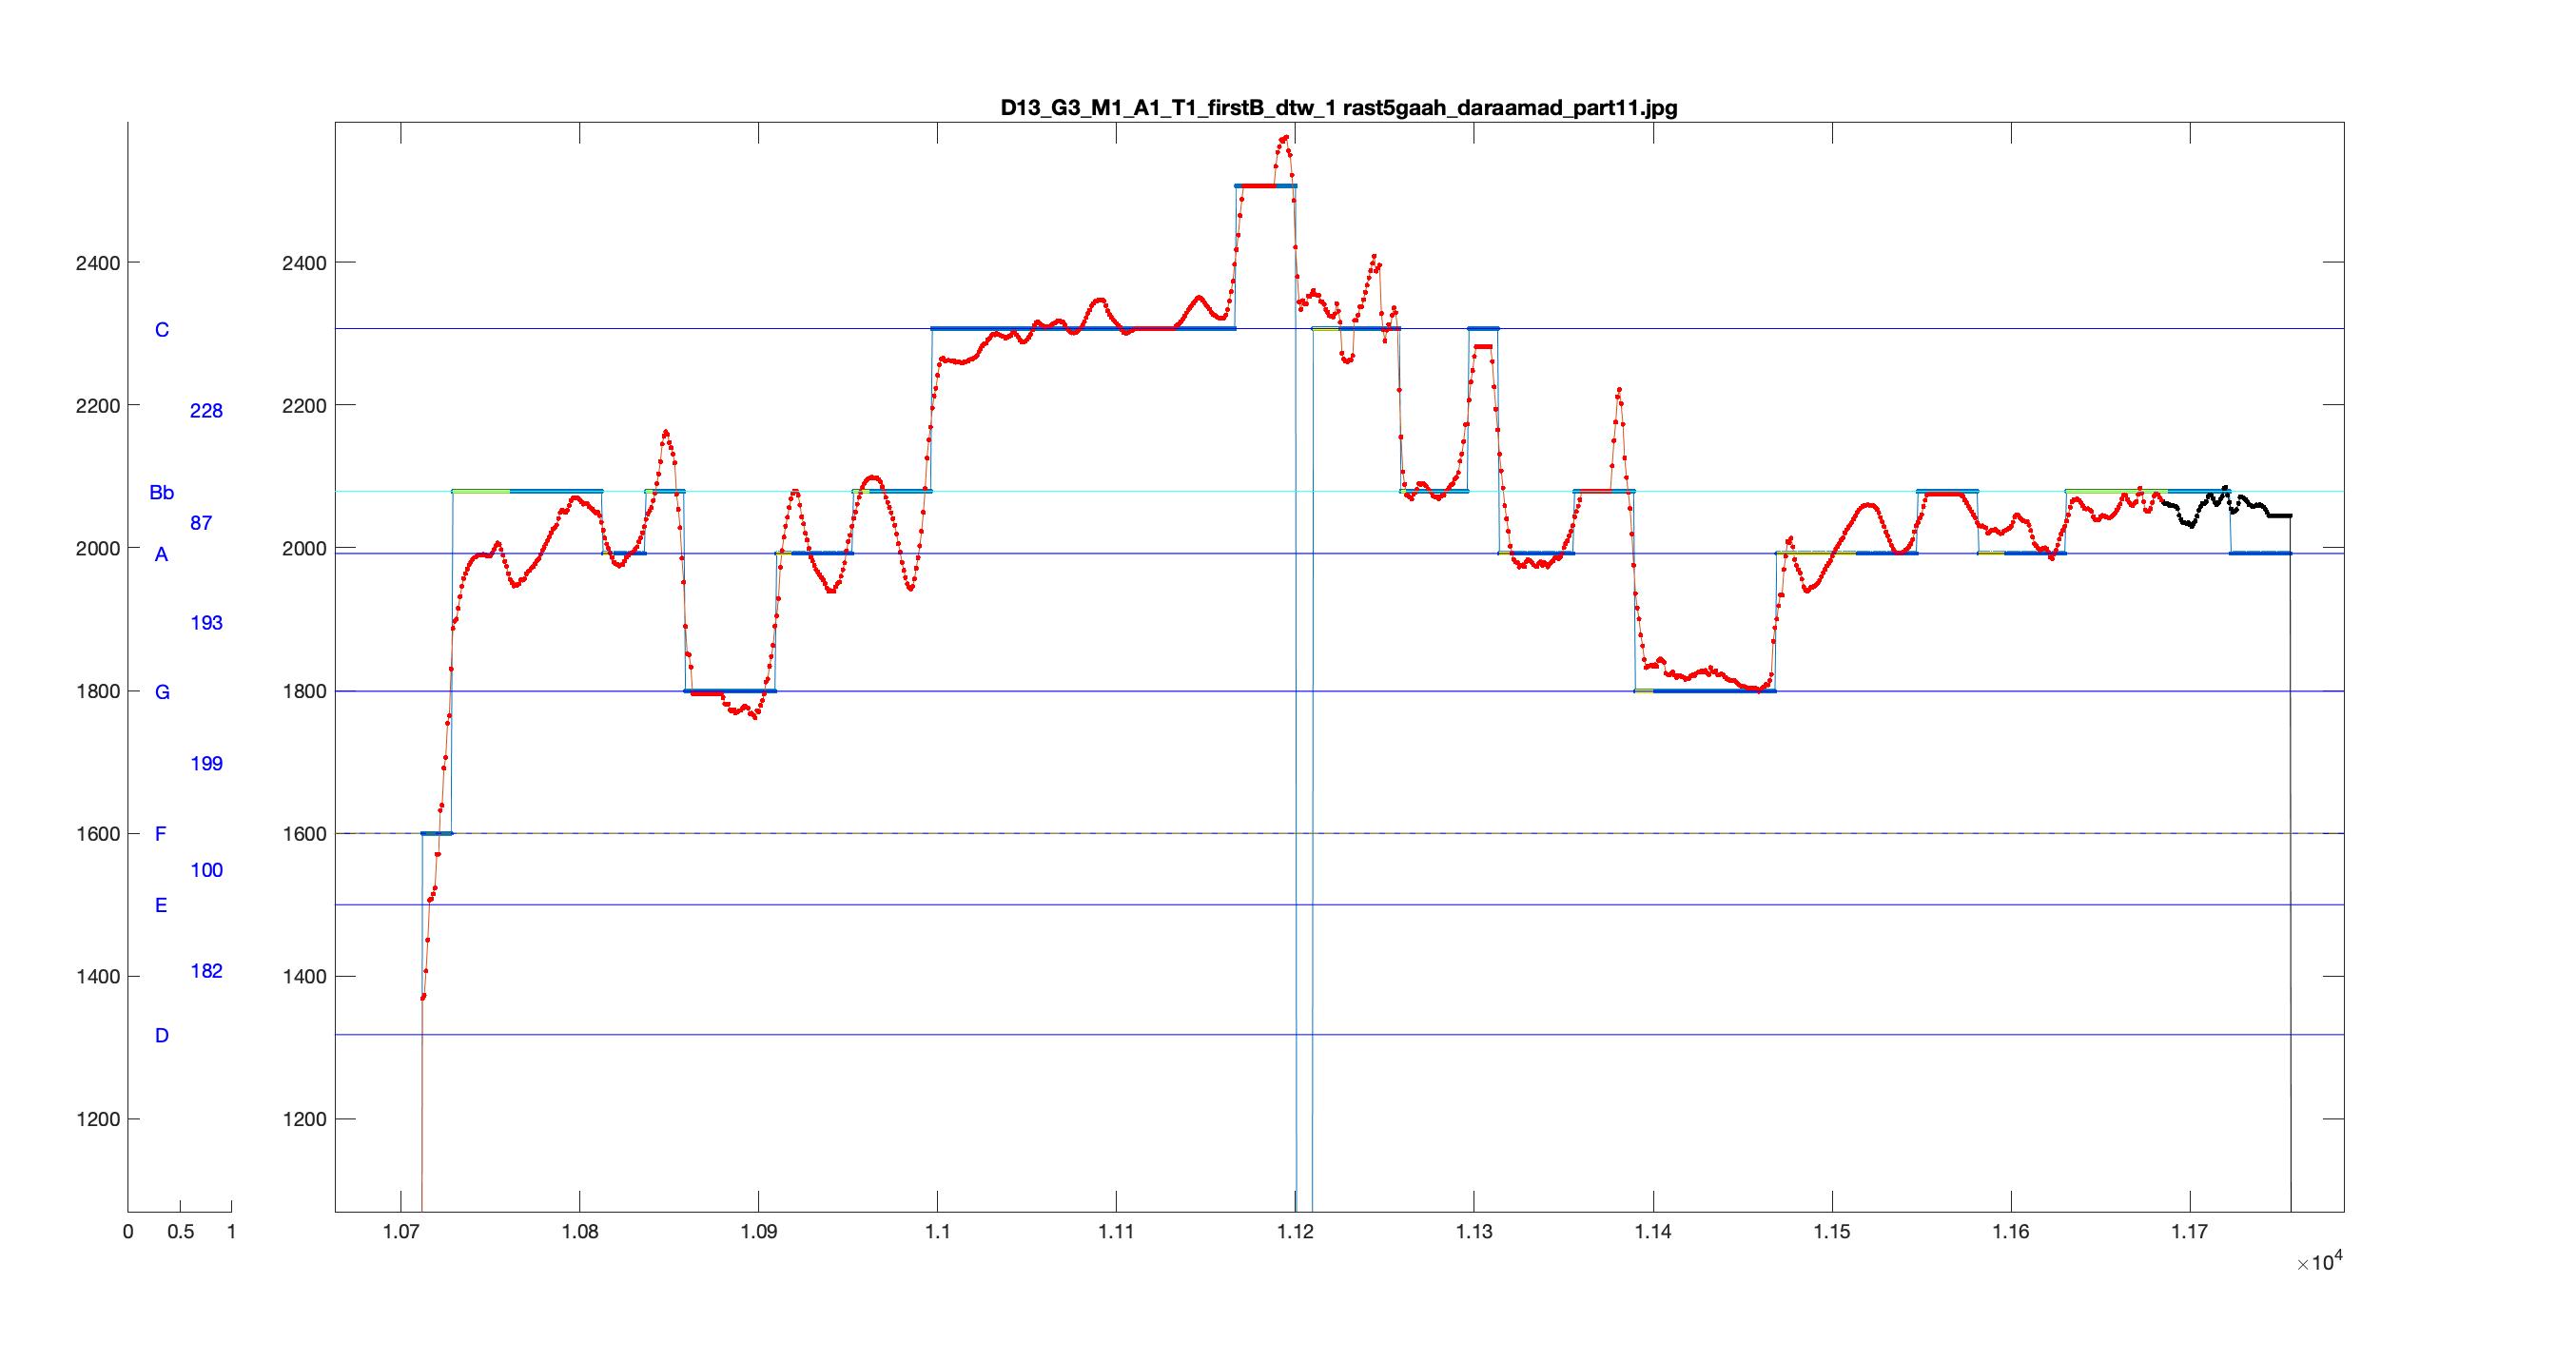 D13_G3_M1_A1_T1_firstB_dtw_1 rast5gaah_daraamad_part11.jpg
2400 2400
C
228
2200 2200
Bb
87
2000 2000
A
193
1800 G 1800
199
1600 F 1600
100
E
182
1400 1400
D
1200 1200
0 0.5 1 1.07 1.08 1.09 1.1 1.11 1.12 1.13 1.14 1.15 1.16 1.17
×10^4